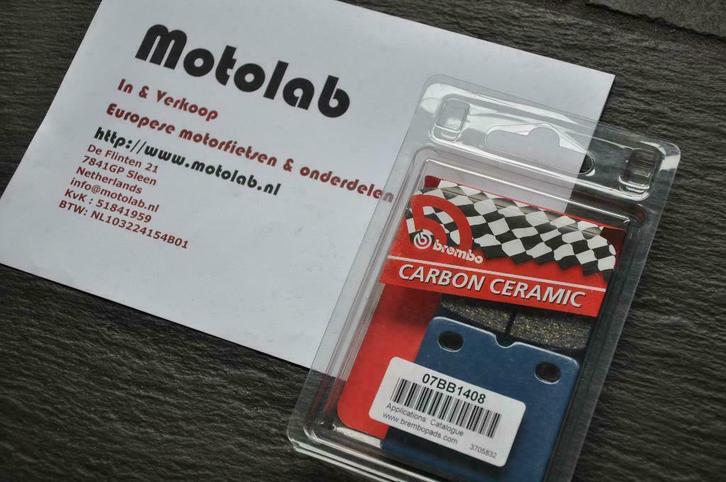 Motolab
In & Verkoop
Europese motorfietsen & onderdelen
http://www.motolab.nl
De Flinten 21
7841GP Sleen
Netherlands
info@motolab.nl
KvK : 51841959
BTW: NL103224154B01
brembo
CARBON CERAMIC
07BB1408
Applications: Catalogue
www.brembopads.com
3705832